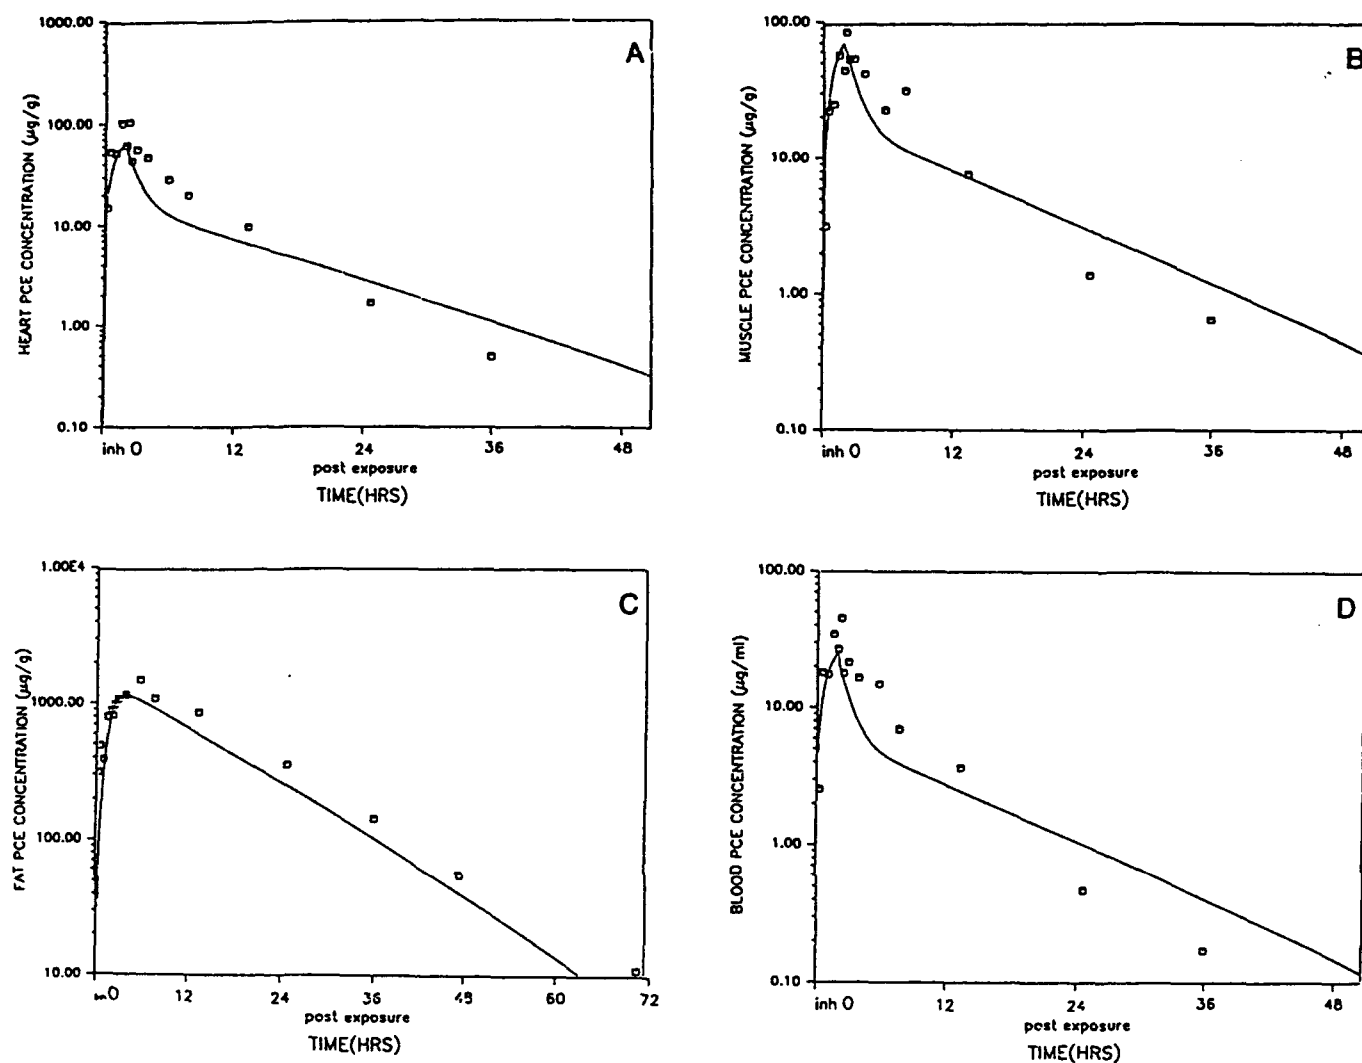 1000.00
A
100.00
10.00
1.00
0.10
HEART PCE CONCENTRATION (µg/g)
inh 0
12
24
36
48
post exposure
TIME(HRS)
100.00
B
10.00
1.00
0.10
MUSCLE PCE CONCENTRATION (µg/g)
inh 0
12
24
36
48
post exposure
TIME(HRS)
1.00E4
C
1000.00
100.00
10.00
FAT PCE CONCENTRATION (µg/g)
0
12
24
36
48
60
72
post exposure
TIME(HRS)
100.00
D
10.00
1.00
0.10
BLOOD PCE CONCENTRATION (µg/ml)
inh 0
12
24
36
48
post exposure
TIME(HRS)